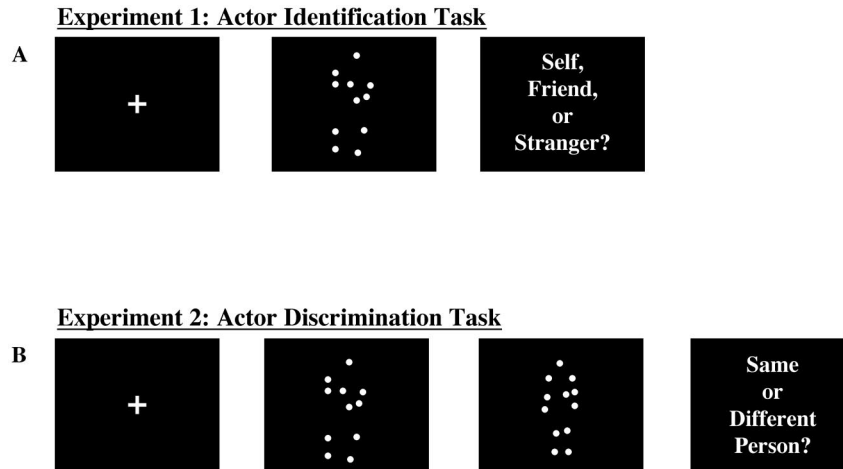 Experiment 1: Actor Identification Task
A
+
Self,
Friend,
or
Stranger?
Experiment 2: Actor Discrimination Task
B
+
Same
or
Different
Person?